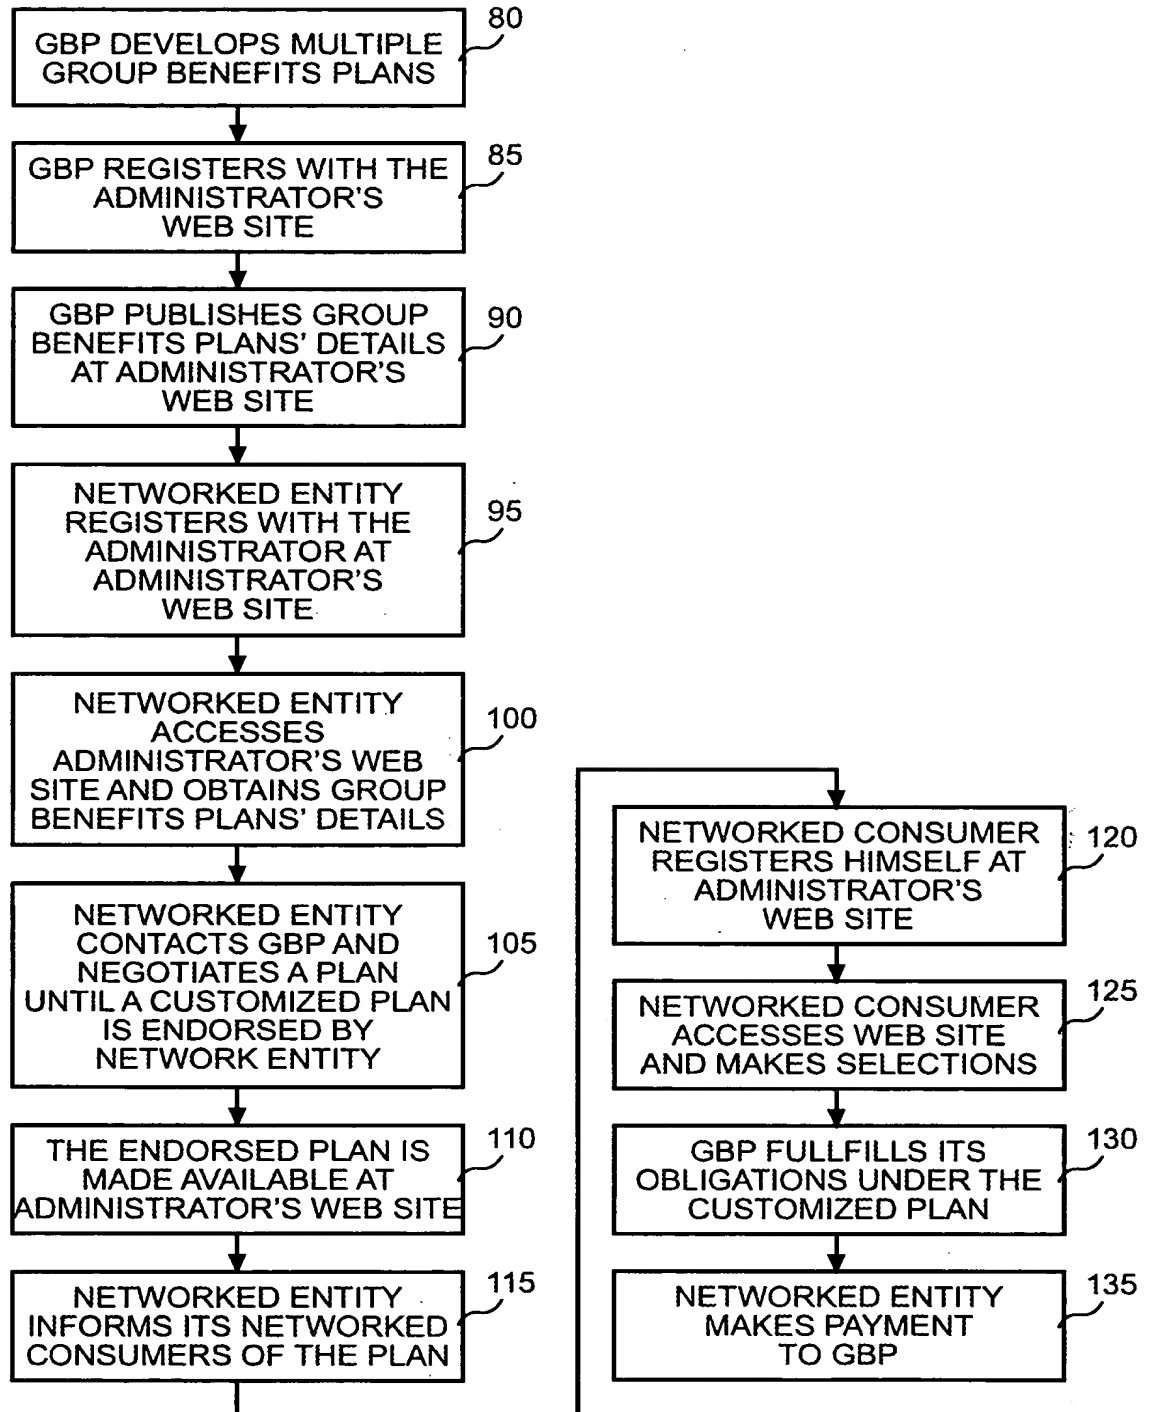 80
GBP DEVELOPS MULTIPLE
GROUP BENEFITS PLANS
85
GBP REGISTERS WITH THE
ADMINISTRATOR'S
WEB SITE
90
GBP PUBLISHES GROUP
BENEFITS PLANS' DETAILS
AT ADMINISTRATOR'S
WEB SITE
95
NETWORKED ENTITY
REGISTERS WITH THE
ADMINISTRATOR AT
ADMINISTRATOR'S
WEB SITE
100
NETWORKED ENTITY
ACCESSES
ADMINISTRATOR'S WEB
SITE AND OBTAINS GROUP
BENEFITS PLANS' DETAILS
105
NETWORKED ENTITY
CONTACTS GBP AND
NEGOTIATES A PLAN
UNTIL A CUSTOMIZED PLAN
IS ENDORSED BY
NETWORK ENTITY
110
THE ENDORSED PLAN IS
MADE AVAILABLE AT
ADMINISTRATOR'S WEB SITE
115
NETWORKED ENTITY
INFORMS ITS NETWORKED
CONSUMERS OF THE PLAN
120
NETWORKED CONSUMER
REGISTERS HIMSELF AT
ADMINISTRATOR'S
WEB SITE
125
NETWORKED CONSUMER
ACCESSES WEB SITE
AND MAKES SELECTIONS
130
GBP FULLFILLS ITS
OBLIGATIONS UNDER THE
CUSTOMIZED PLAN
135
NETWORKED ENTITY
MAKES PAYMENT
TO GBP